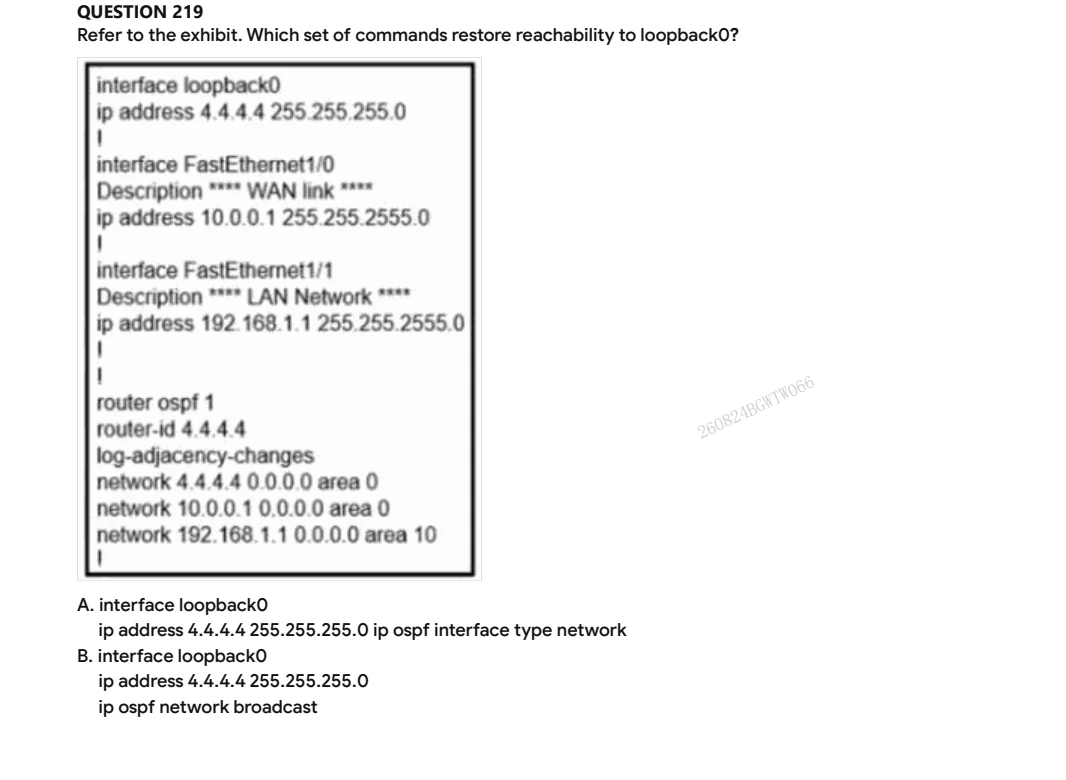 QUESTION 219
Refer to the exhibit. Which set of commands restore reachability to loopback0?
interface loopback0
ip address 4.4.4.4 255.255.255.0
!
interface FastEthernet1/0
Description **** WAN link ****
ip address 10.0.0.1 255.255.2555.0
!
interface FastEthernet1/1
Description **** LAN Network ****
ip address 192.168.1.1 255.255.2555.0
!
!
router ospf 1
router-id 4.4.4.4
log-adjacency-changes
network 4.4.4.4 0.0.0.0 area 0
network 10.0.0.1 0.0.0.0 area 0
network 192.168.1.1 0.0.0.0 area 10
!
260824BGWTW066
A. interface loopback0
ip address 4.4.4.4 255.255.255.0 ip ospf interface type network
B. interface loopback0
ip address 4.4.4.4 255.255.255.0
ip ospf network broadcast